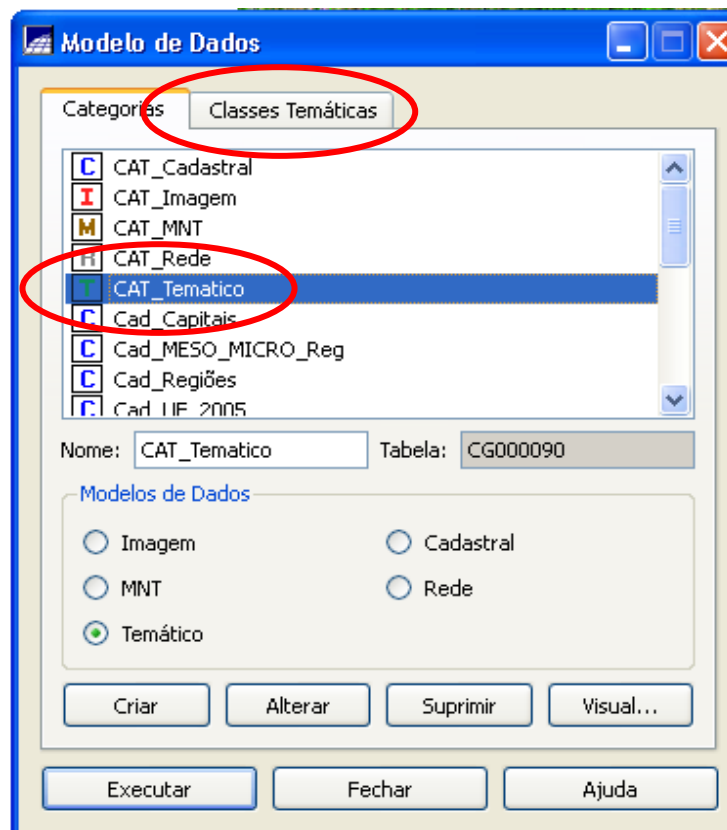 Modelo de Dados
Categorias Classes Temáticas
C CAT_Cadastral
I CAT_Imagem
M CAT_MNT
R CAT_Rede
T CAT_Tematico
C Cad_Capitais
C Cad_MESO_MICRO_Reg
C Cad_Regiões
C Cad_UF_2005
Nome: CAT_Tematico Tabela: CG000090
Modelos de Dados
Imagem Cadastral
MNT Rede
Temático
Criar Alterar Suprimir Visual...
Executar Fechar Ajuda